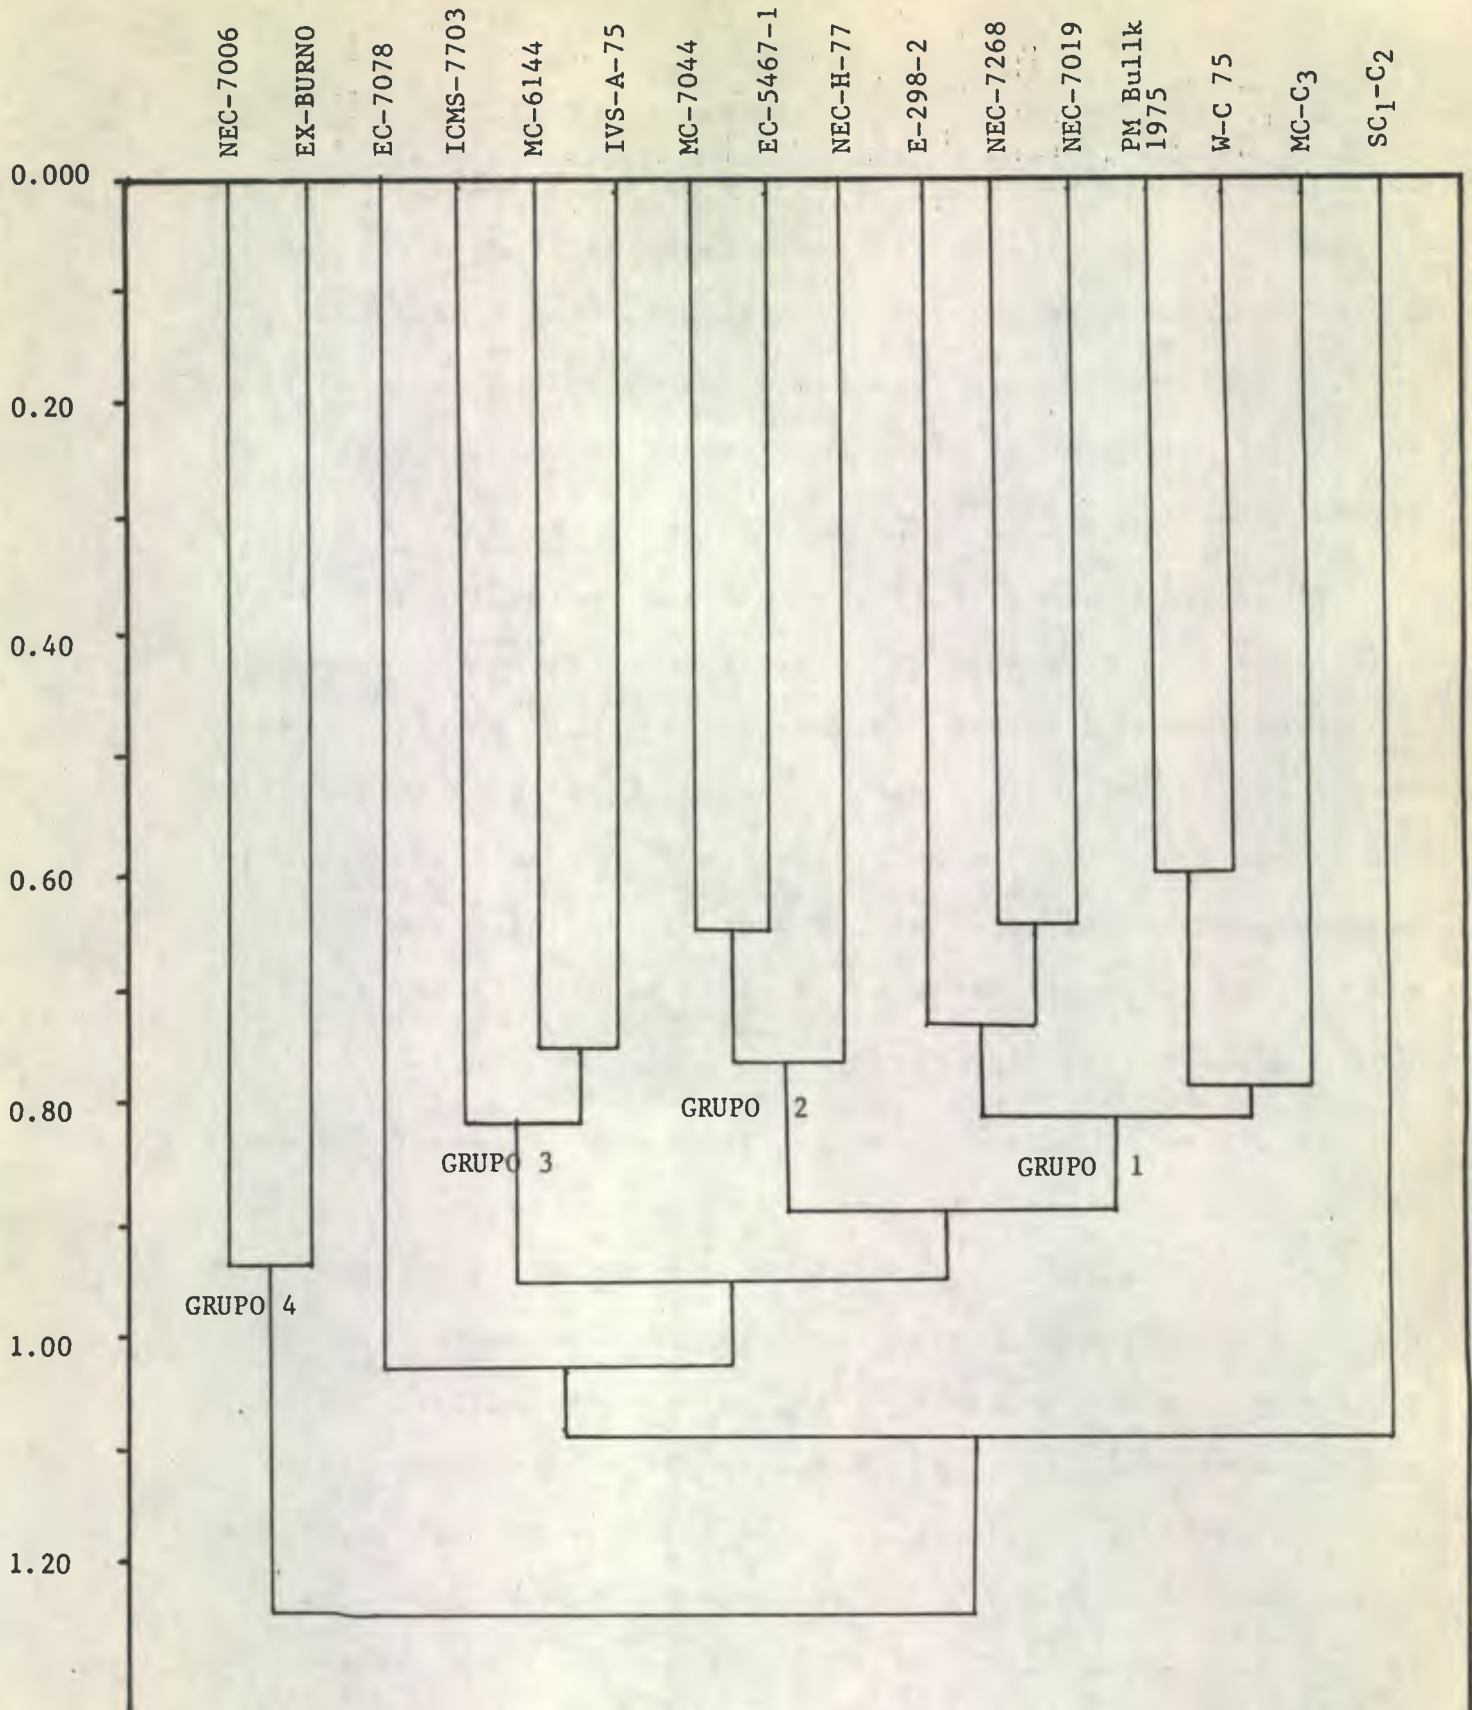 NEC-7006
EX-BURNO
EC-7078
ICMS-7703
MC-6144
IVS-A-75
MC-7044
EC-5467-1
NEC-H-77
E-298-2
NEC-7268
NEC-7019
PM Bullk
1975
W-C 75
MC-C3
SC1-C2
0.000
0.20
0.40
0.60
0.80
1.00
1.20
GRUPO 2
GRUPO 3
GRUPO 1
GRUPO 4